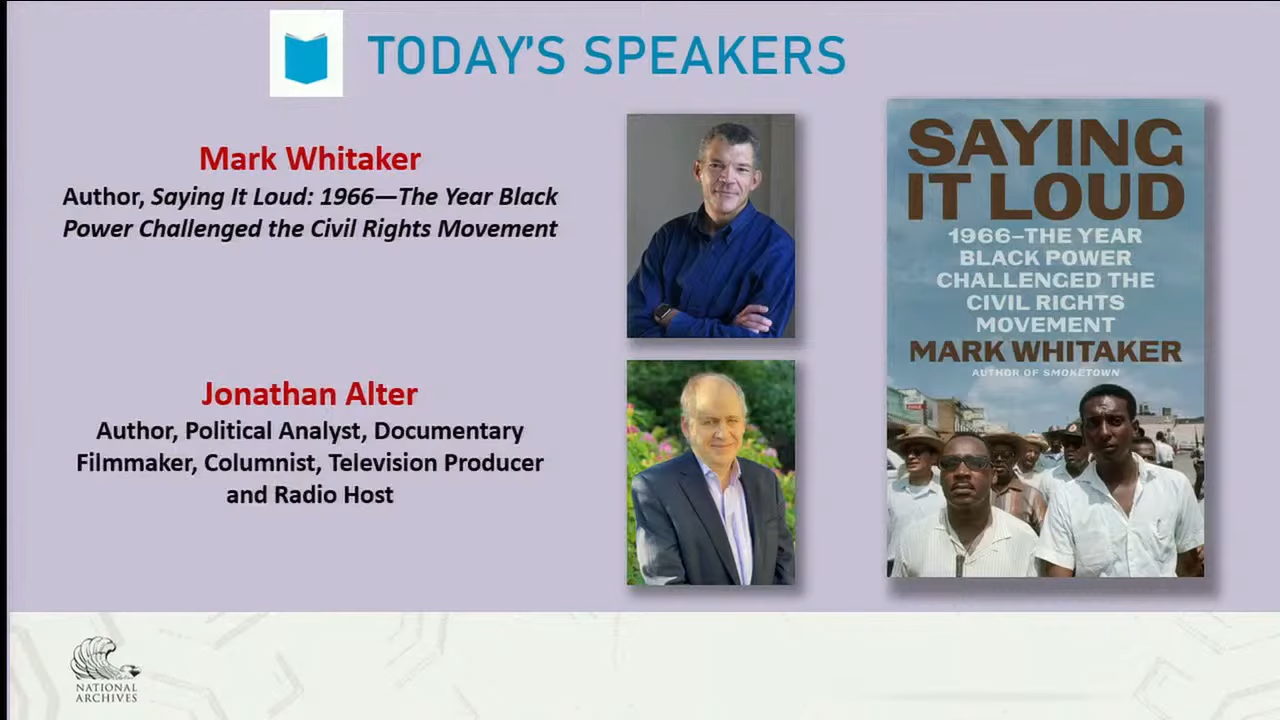 TODAY'S SPEAKERS
Mark Whitaker
Author, Saying It Loud: 1966—The Year Black
Power Challenged the Civil Rights Movement
Jonathan Alter
Author, Political Analyst, Documentary
Filmmaker, Columnist, Television Producer
and Radio Host
SAYING
IT LOUD
1966–THE YEAR
BLACK POWER
CHALLENGED THE
CIVIL RIGHTS
MOVEMENT
MARK WHITAKER
AUTHOR OF SMOKETOWN
NATIONAL
ARCHIVES